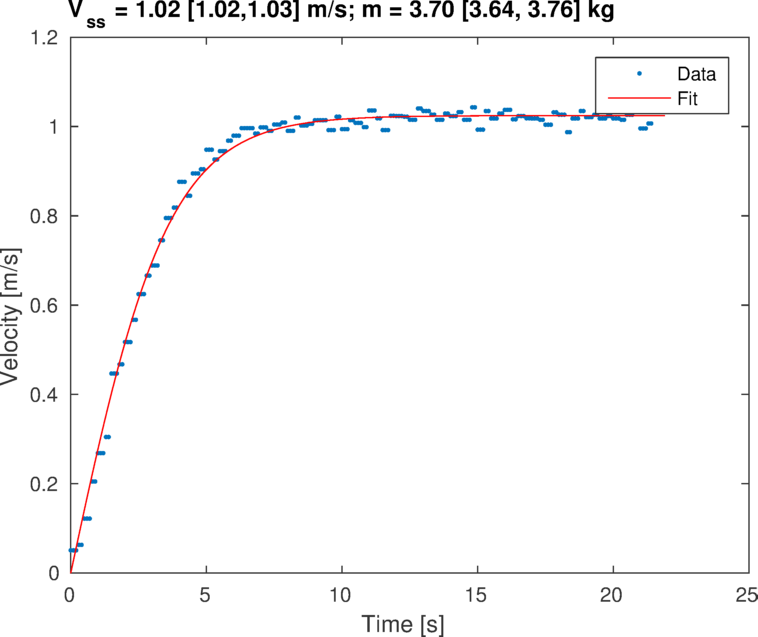 V_ss = 1.02 [1.02,1.03] m/s; m = 3.70 [3.64, 3.76] kg
1.2
1
0.8
0.6
0.4
0.2
0
Velocity [m/s]
Data
Fit
0 5 10 15 20 25
Time [s]